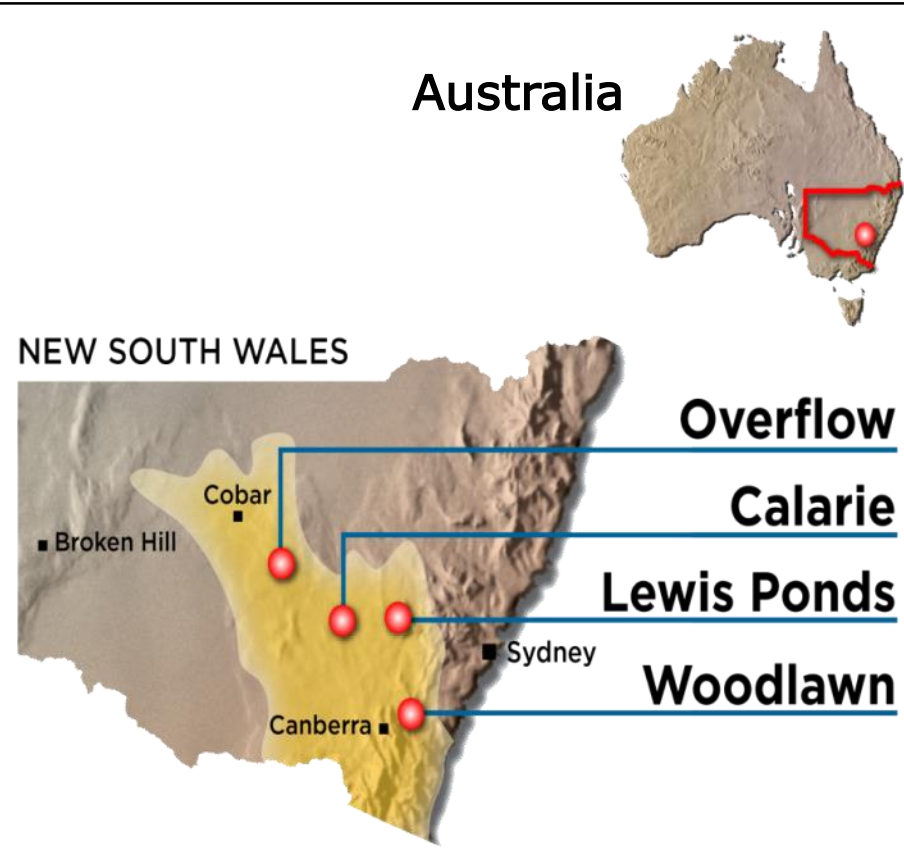 Australia
NEW SOUTH WALES
Overflow
Cobar
Calarie
Broken Hill
Lewis Ponds
Sydney
Woodlawn
Canberra